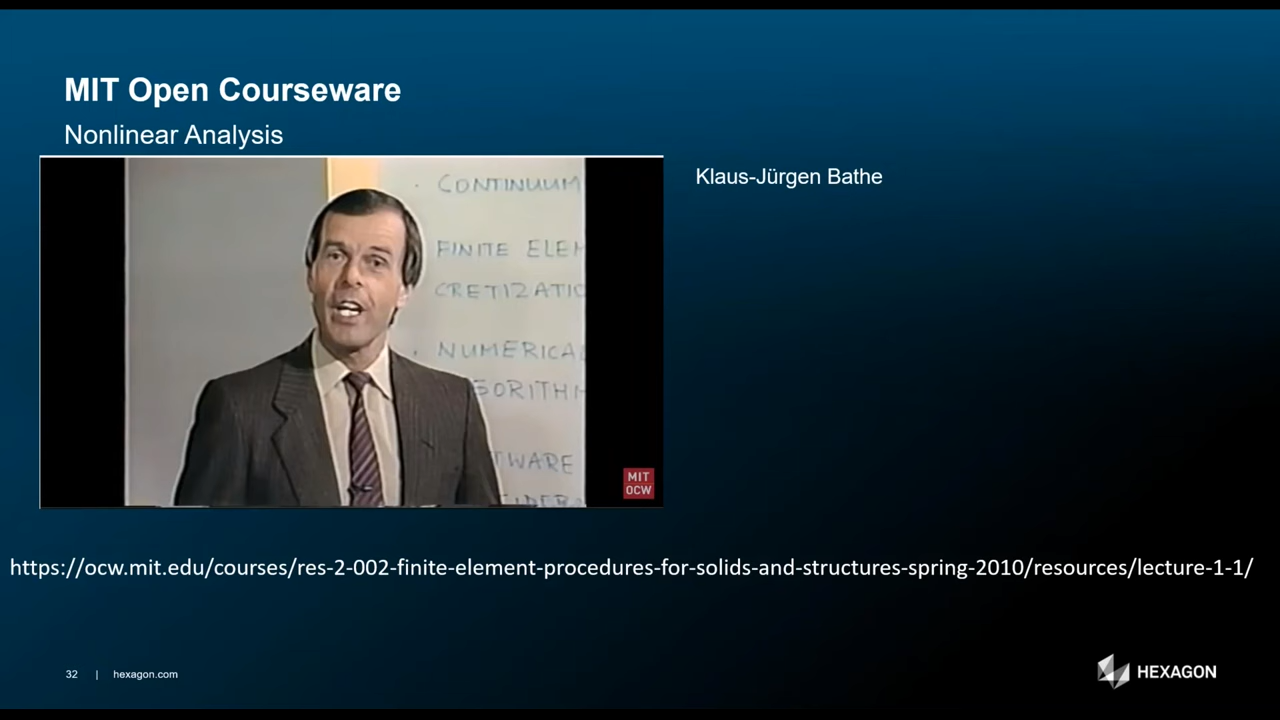 MIT Open Courseware
Nonlinear Analysis
Klaus-Jürgen Bathe
CONTINUUM
FINITE ELEM
CRETIZATIO
NUMERICA
GORITHM
TWARE
MIT
OCW
https://ocw.mit.edu/courses/res-2-002-finite-element-procedures-for-solids-and-structures-spring-2010/resources/lecture-1-1/
32 | hexagon.com
HEXAGON